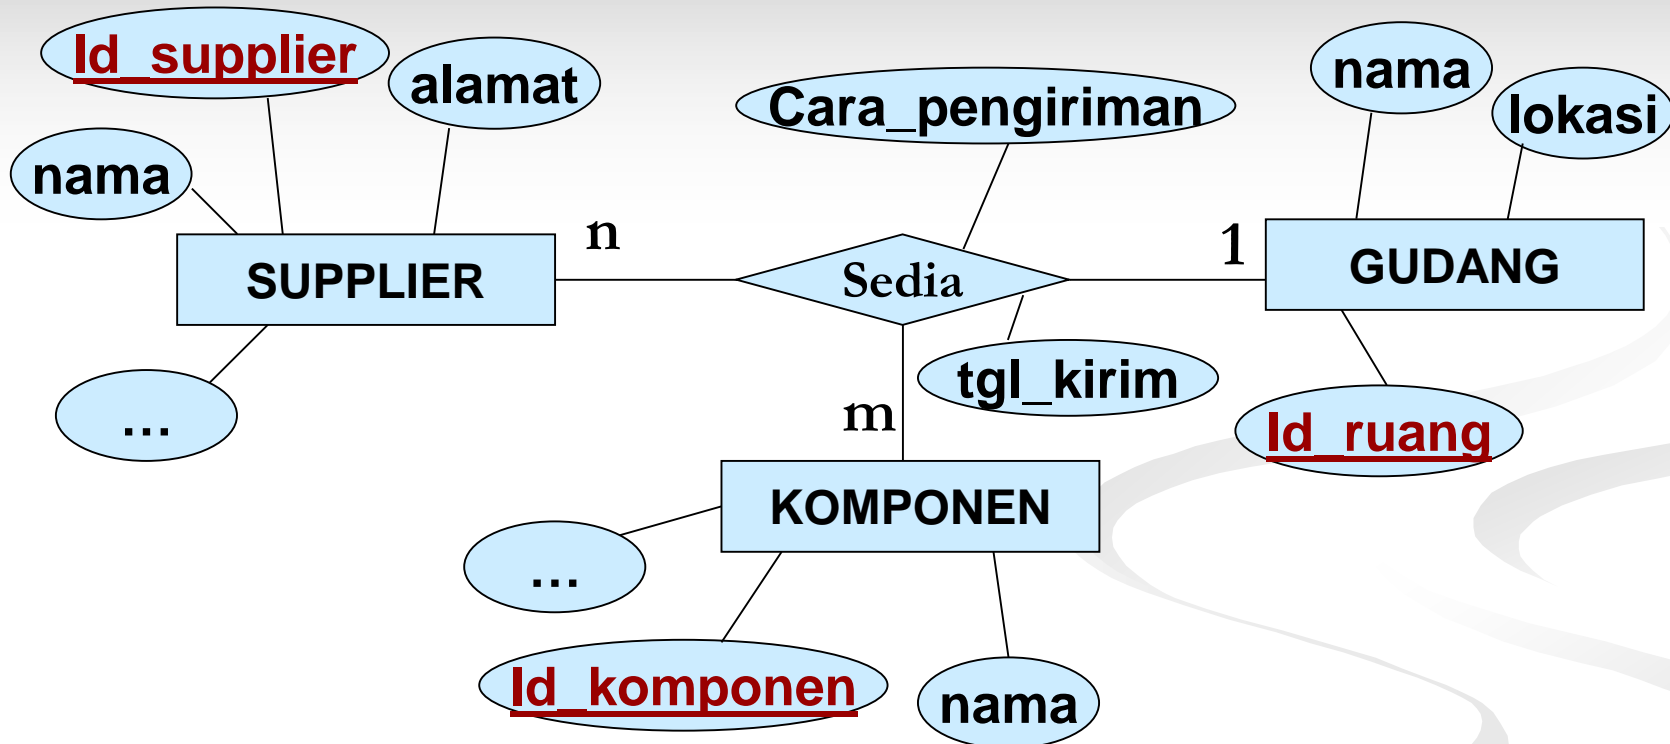 Id_supplier
alamat
nama
Cara_pengiriman
nama
lokasi
n
1
SUPPLIER
Sedia
GUDANG
tgl_kirim
m
...
Id_ruang
KOMPONEN
...
Id_komponen
nama